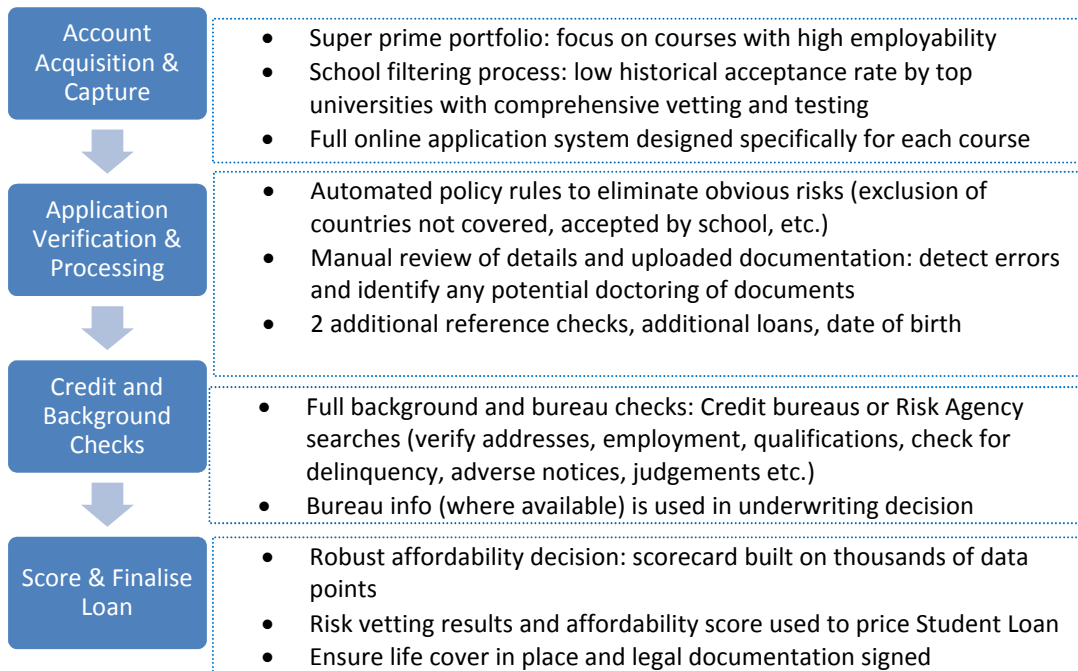 Account
Acquisition &
Capture
• Super prime portfolio: focus on courses with high employability
• School filtering process: low historical acceptance rate by top
universities with comprehensive vetting and testing
• Full online application system designed specifically for each course
Application
Verification &
Processing
• Automated policy rules to eliminate obvious risks (exclusion of
countries not covered, accepted by school, etc.)
• Manual review of details and uploaded documentation: detect errors
and identify any potential doctoring of documents
• 2 additional reference checks, additional loans, date of birth
Credit and
Background
Checks
• Full background and bureau checks: Credit bureaus or Risk Agency
searches (verify addresses, employment, qualifications, check for
delinquency, adverse notices, judgements etc.)
• Bureau info (where available) is used in underwriting decision
Score & Finalise
Loan
• Robust affordability decision: scorecard built on thousands of data
points
• Risk vetting results and affordability score used to price Student Loan
• Ensure life cover in place and legal documentation signed